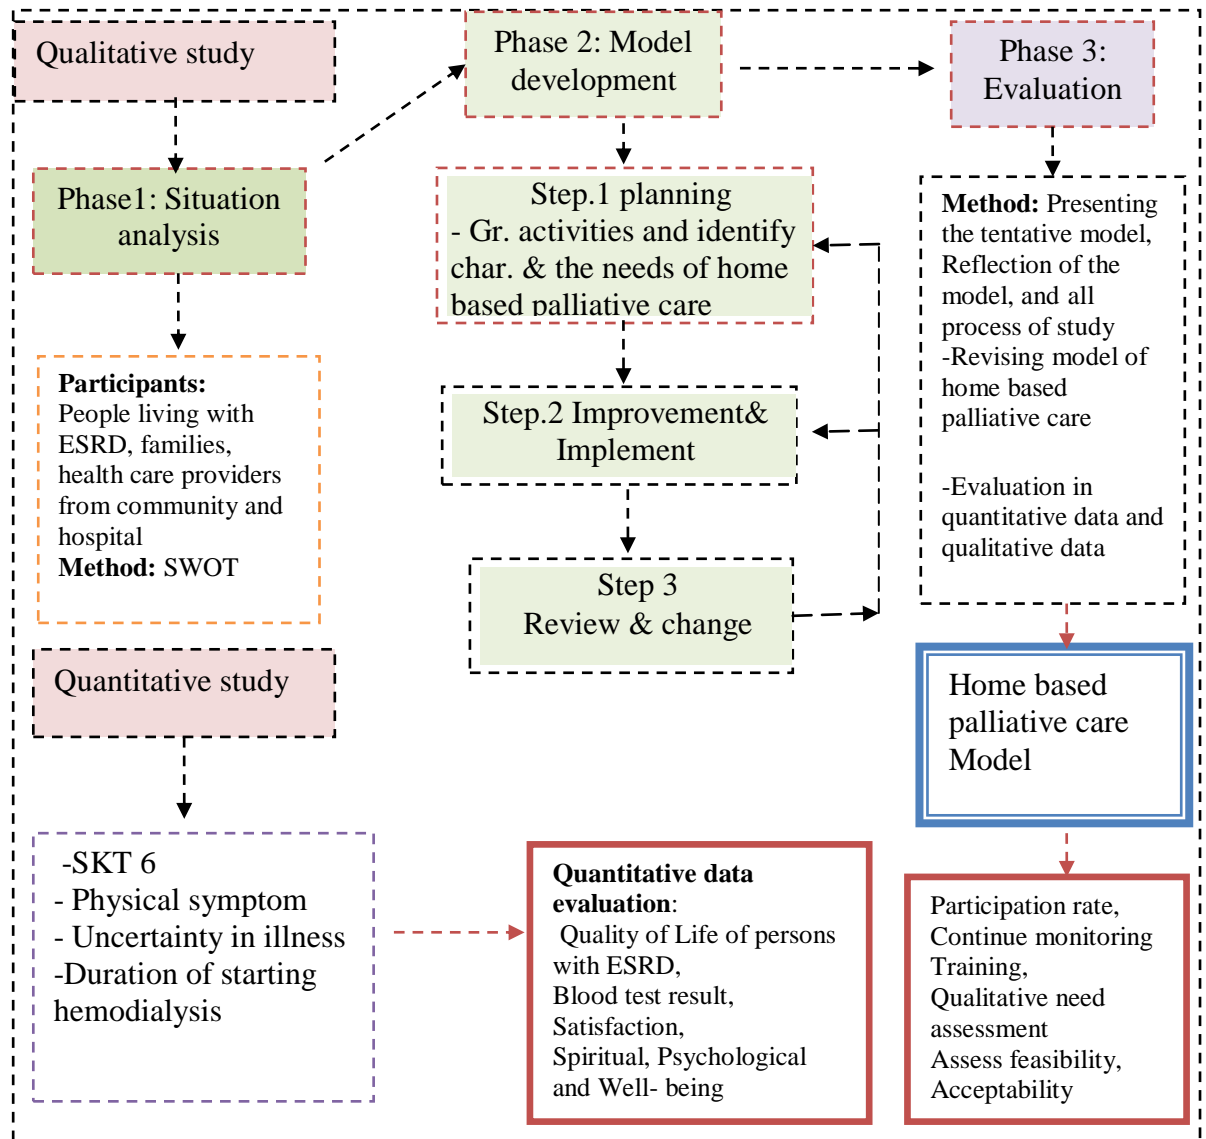 Qualitative study
Phase1: Situation
analysis
Participants:
People living with
ESRD, families,
health care providers
from community and
hospital
Method: SWOT
Quantitative study
-SKT 6
- Physical symptom
- Uncertainty in illness
-Duration of starting
hemodialysis
Phase 2: Model
development
Step.1 planning
- Gr. activities and identify
char. & the needs of home
based palliative care
Step.2 Improvement&
Implement
Step 3
Review & change
Quantitative data
evaluation:
Quality of Life of persons
with ESRD,
Blood test result,
Satisfaction,
Spiritual, Psychological
and Well- being
Phase 3:
Evaluation
Method: Presenting
the tentative model,
Reflection of the
model, and all
process of study
-Revising model of
home based
palliative care
-Evaluation in
quantitative data and
qualitative data
Home based
palliative care
Model
Participation rate,
Continue monitoring
Training,
Qualitative need
assessment
Assess feasibility,
Acceptability